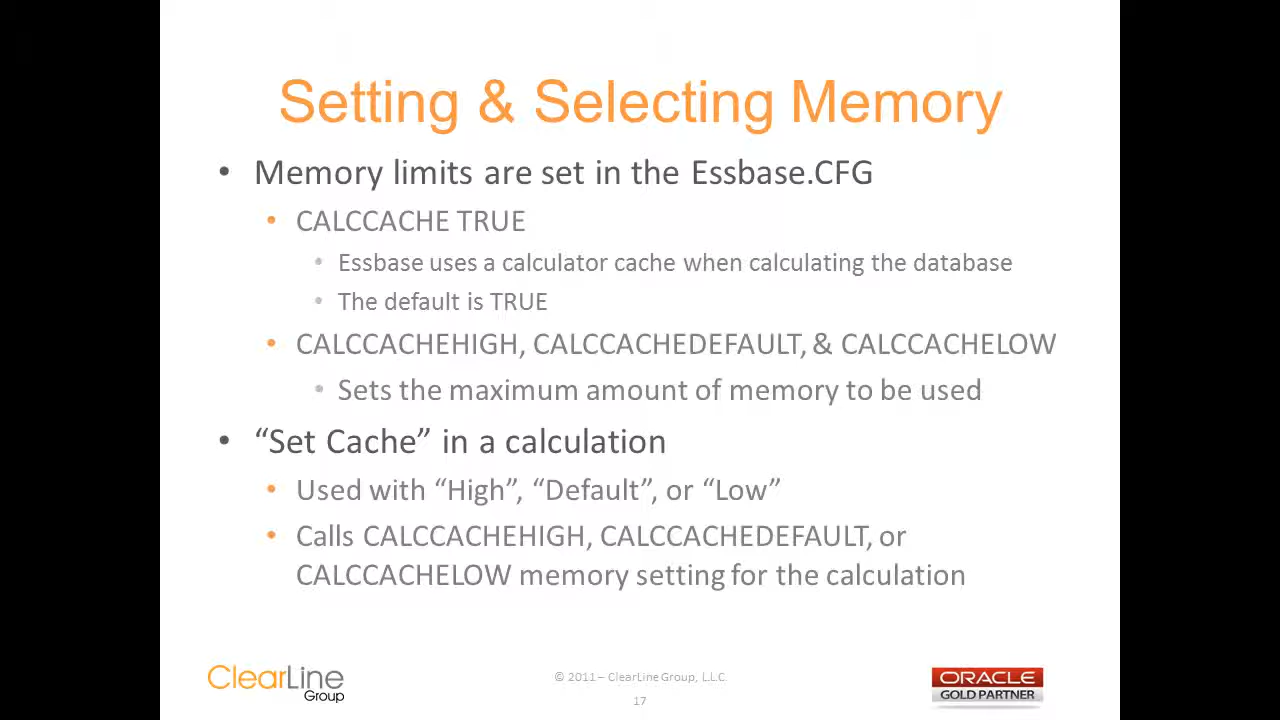 Setting & Selecting Memory
• Memory limits are set in the Essbase.CFG
• CALCCACHE TRUE
• Essbase uses a calculator cache when calculating the database
• The default is TRUE
• CALCCACHEHIGH, CALCCACHEDEFAULT, & CALCCACHELOW
• Sets the maximum amount of memory to be used
• “Set Cache” in a calculation
• Used with “High”, “Default”, or “Low”
• Calls CALCCACHEHIGH, CALCCACHEDEFAULT, or
CALCCACHELOW memory setting for the calculation
ClearLine
Group
© 2011 – ClearLine Group, L.L.C.
17
ORACLE
GOLD PARTNER